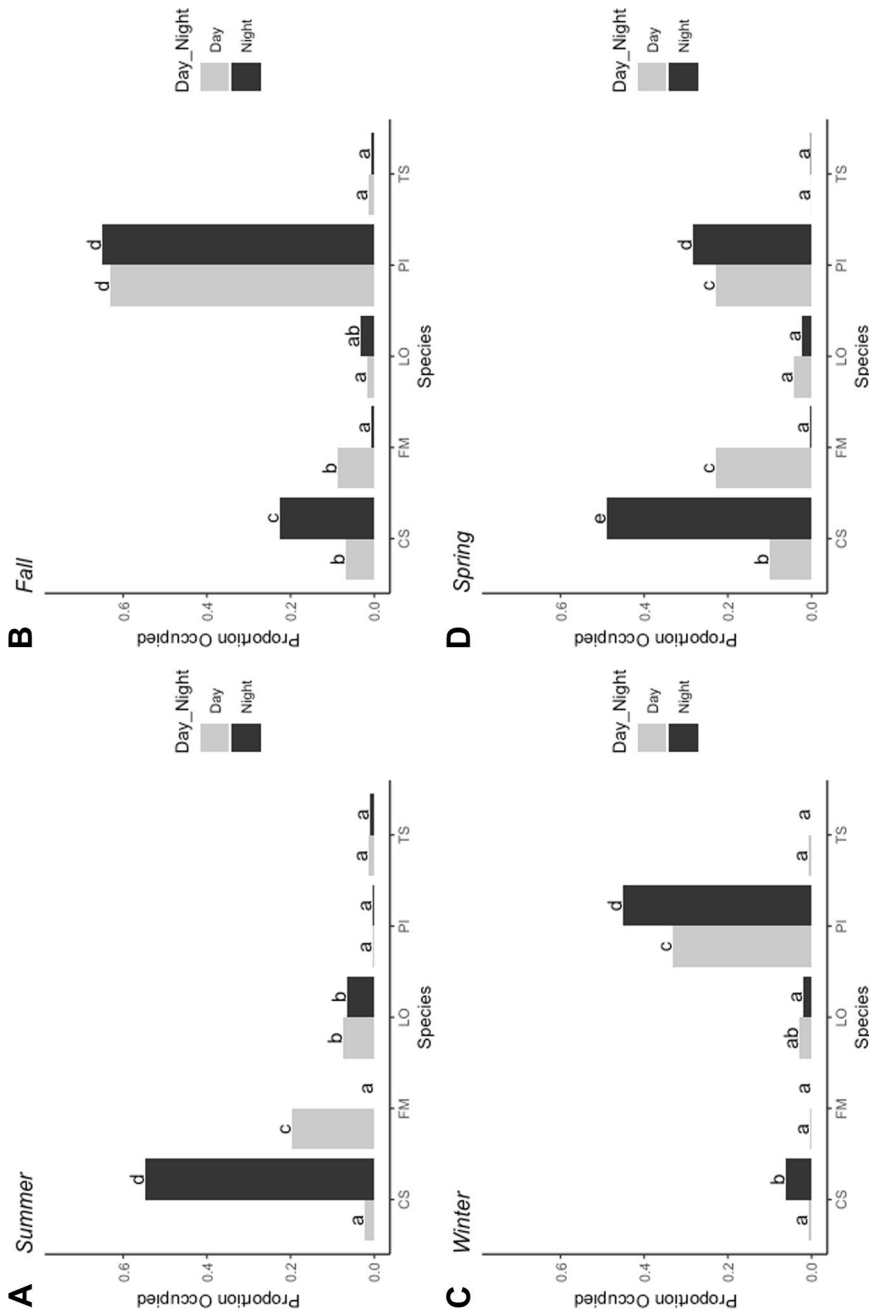 A
Summer
Proportion Occupied
0.6
0.4
0.2
0.0
a
d
c
a
b
b
a
a
a
a
CS
FM
LO
PI
TS
Species
Day_Night
Day
Night
B
Fall
Proportion Occupied
0.6
0.4
0.2
0.0
b
c
b
a
a
ab
d
d
a
a
CS
FM
LO
PI
TS
Species
Day_Night
Day
Night
C
Winter
Proportion Occupied
0.6
0.4
0.2
0.0
a
b
a
a
ab
a
c
d
a
a
CS
FM
LO
PI
TS
Species
Day_Night
Day
Night
D
Spring
Proportion Occupied
0.6
0.4
0.2
0.0
b
e
c
a
a
a
c
d
a
a
CS
FM
LO
PI
TS
Species
Day_Night
Day
Night